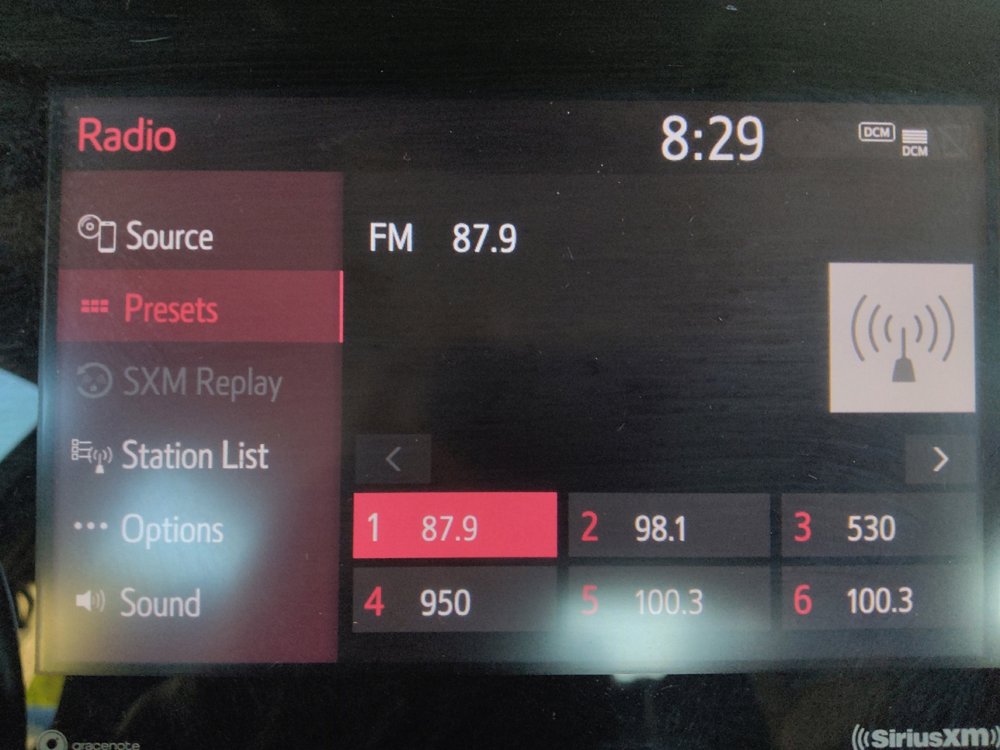 Radio
8:29
DCM
DCM
Source
Presets
SXM Replay
Station List
Options
Sound
FM 87.9
1 87.9
2 98.1
3 530
4 950
5 100.3
6 100.3
gracenote
SiriusXM